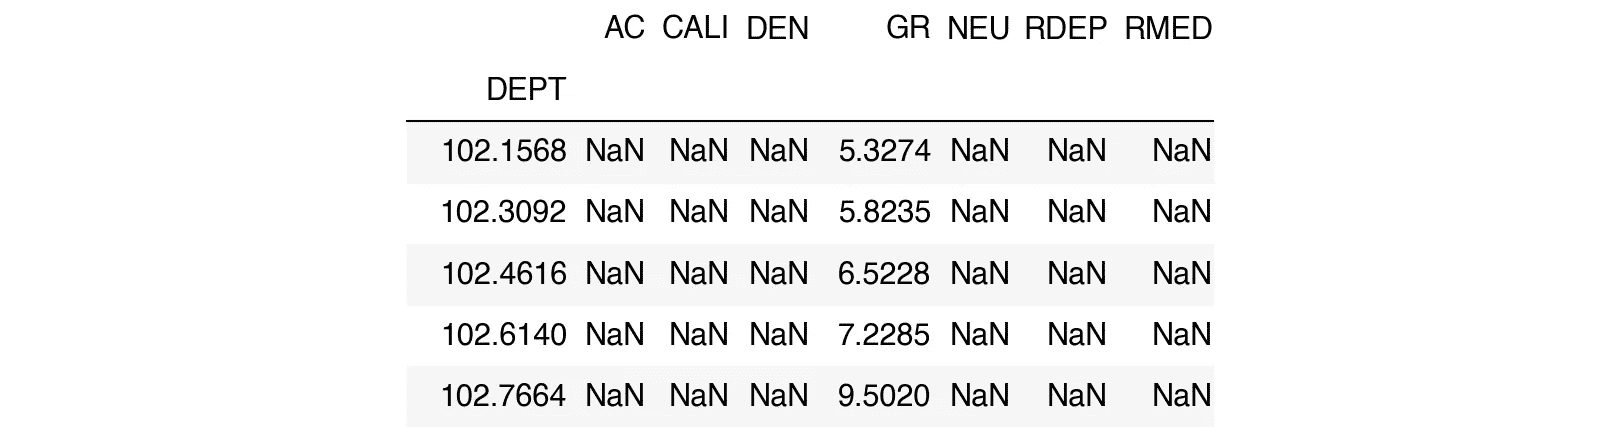 AC CALI DEN GR NEU RDEP RMED
DEPT
102.1568 NaN NaN NaN 5.3274 NaN NaN NaN
102.3092 NaN NaN NaN 5.8235 NaN NaN NaN
102.4616 NaN NaN NaN 6.5228 NaN NaN NaN
102.6140 NaN NaN NaN 7.2285 NaN NaN NaN
102.7664 NaN NaN NaN 9.5020 NaN NaN NaN